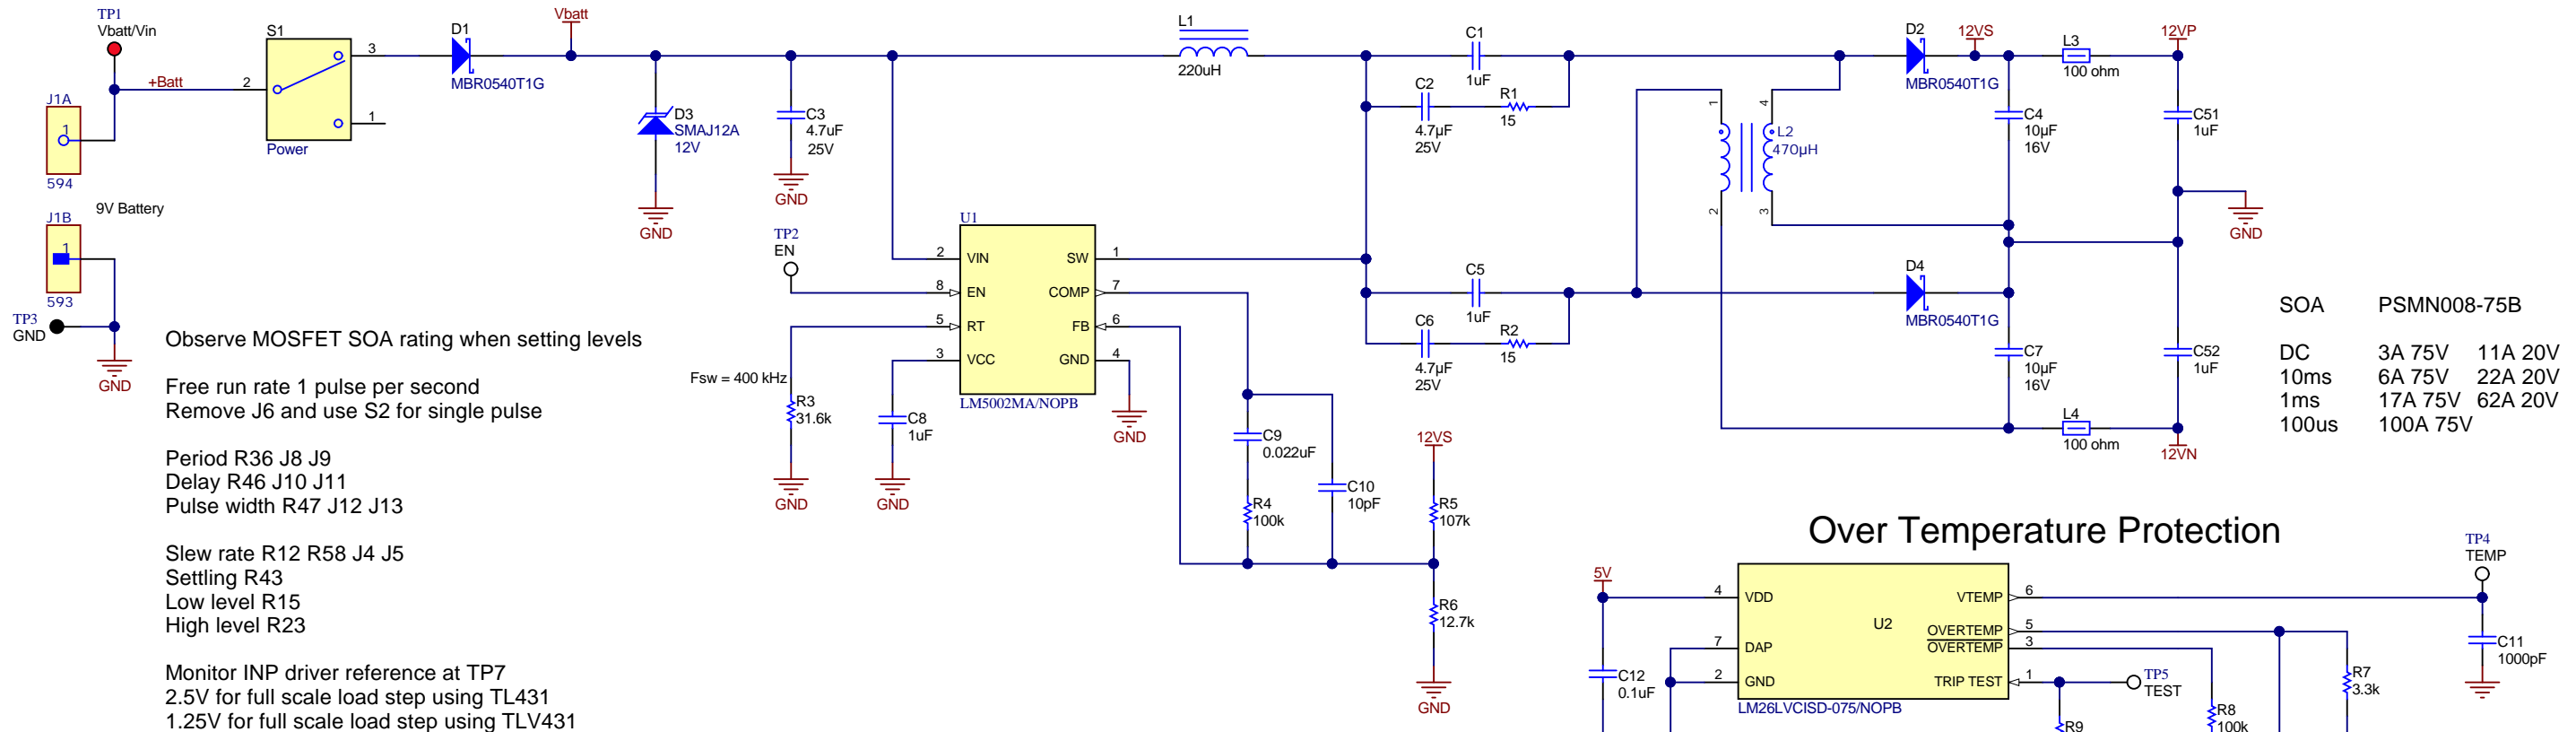 TP1
Vbatt/Vin
J1A
1
594
+Batt
S1
2
3
1
Power
9V Battery
J1B
1
593
TP3
GND
GND
D1
MBR0540T1G
Vbatt
D3
SMAJ12A
12V
GND
C3
4.7uF
25V
GND
L1
220uH
C1
1uF
C2
4.7µF
25V
R1
15
1
4
2
3
L2
470µH
D2
MBR0540T1G
12VS
L3
100 ohm
12VP
C4
10µF
16V
C51
1uF
GND
TP2
EN
U1
2
VIN
SW
1
8
EN
COMP
7
5
RT
FB
6
3
VCC
GND
4
LM5002MA/NOPB
GND
Fsw = 400 kHz
R3
31.6k
GND
C8
1uF
GND
C5
1uF
C6
4.7µF
25V
R2
15
D4
MBR0540T1G
C7
10µF
16V
C52
1uF
L4
100 ohm
12VN
C9
0.022uF
R4
100k
C10
10pF
12VS
R5
107k
R6
12.7k
GND
SOA PSMN008-75B
DC 3A 75V 11A 20V
10ms 6A 75V 22A 20V
1ms 17A 75V 62A 20V
100us 100A 75V
Observe MOSFET SOA rating when setting levels
Free run rate 1 pulse per second
Remove J6 and use S2 for single pulse
Period R36 J8 J9
Delay R46 J10 J11
Pulse width R47 J12 J13
Slew rate R12 R58 J4 J5
Settling R43
Low level R15
High level R23
Monitor INP driver reference at TP7
2.5V for full scale load step using TL431
1.25V for full scale load step using TLV431
Over Temperature Protection
5V
C12
0.1uF
4
VDD
VTEMP
6
U2
OVERTEMP
5
7
DAP
OVERTEMP
3
2
GND
TRIP TEST
1
LM26LVCISD-075/NOPB
TP5
TEST
TP4
TEMP
C11
1000pF
R7
3.3k
R8
100k
R9